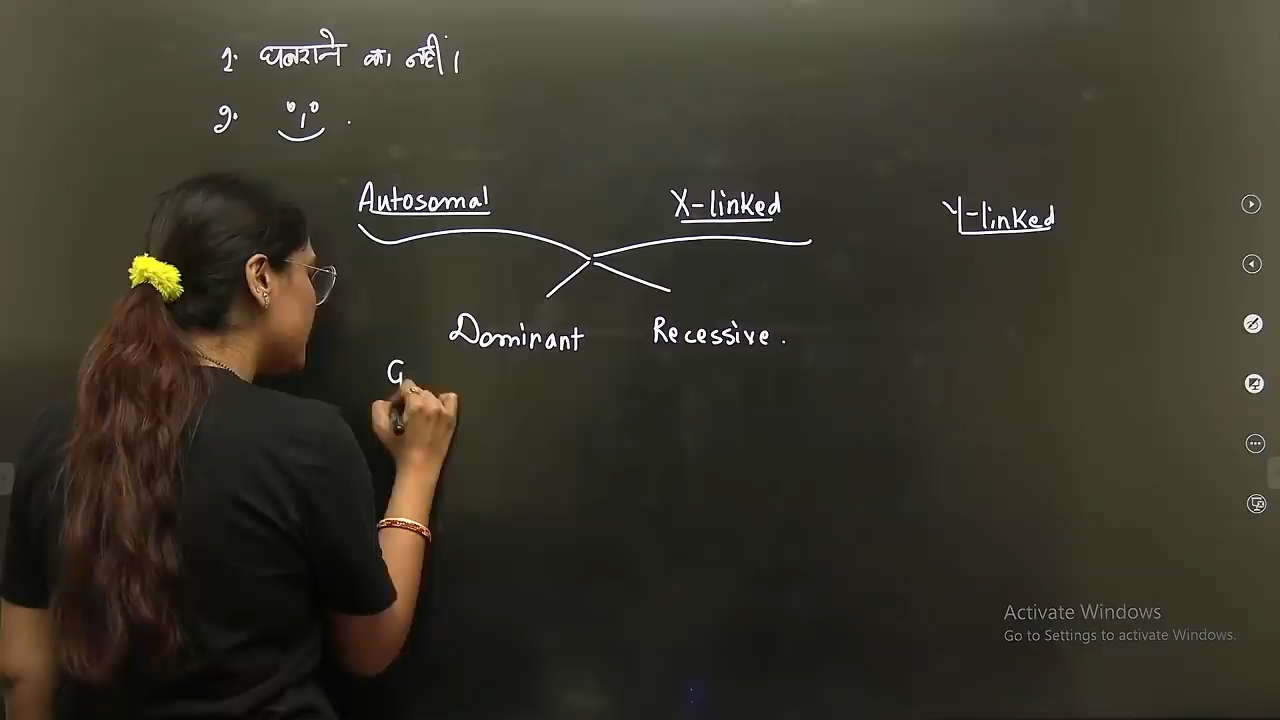 1. घबराने का नहीं।
2. .
Autosomal X-linked Y-linked
Dominant Recessive.
G
Activate Windows
Go to Settings to activate Windows.